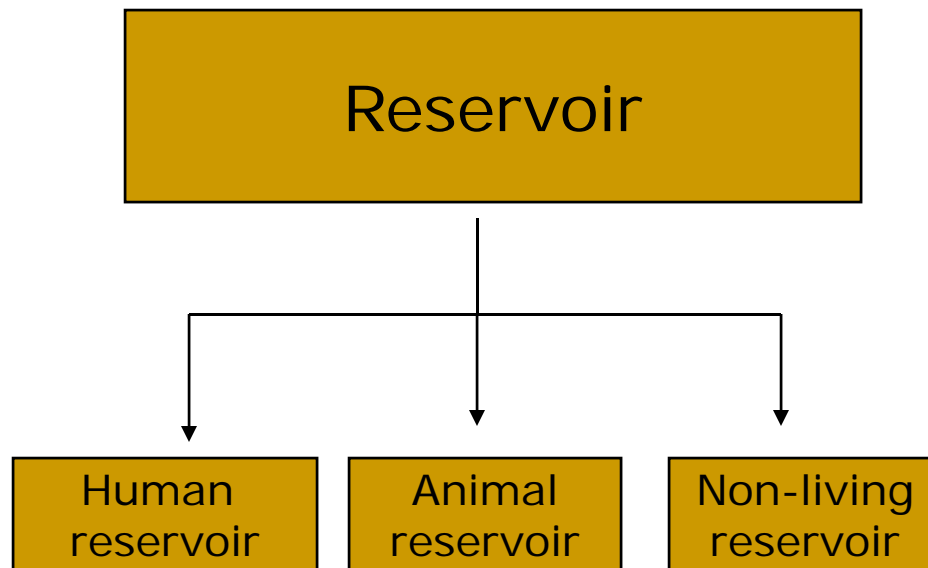 Reservoir
Human
reservoir
Animal
reservoir
Non-living
reservoir